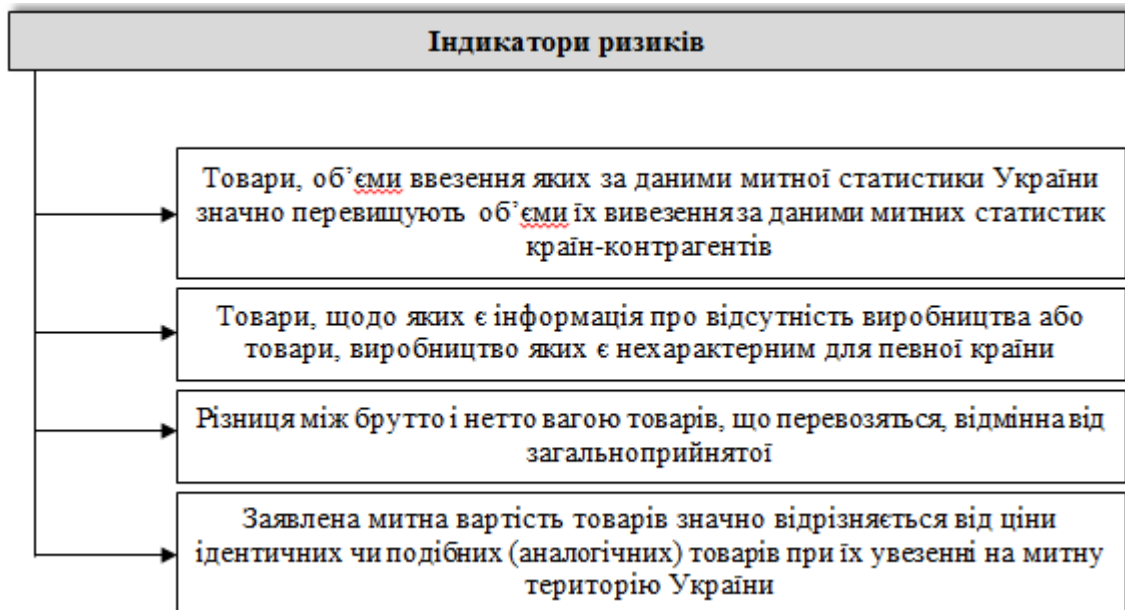 Індикатори ризиків
Товари, об’єми ввезення яких за даними митної статистики України
значно перевищують об’єми їх вивезення за даними митних статистик
країн-контрагентів
Товари, щодо яких є інформація про відсутність виробництва або
товари, виробництво яких є нехарактерним для певної країни
Різниця між брутто і нетто вагою товарів, що перевозяться, відмінна від
загальноприйнятої
Заявлена митна вартість товарів значно відрізняється від ціни
ідентичних чи подібних (аналогічних) товарів при їх увезенні на митну
територію України